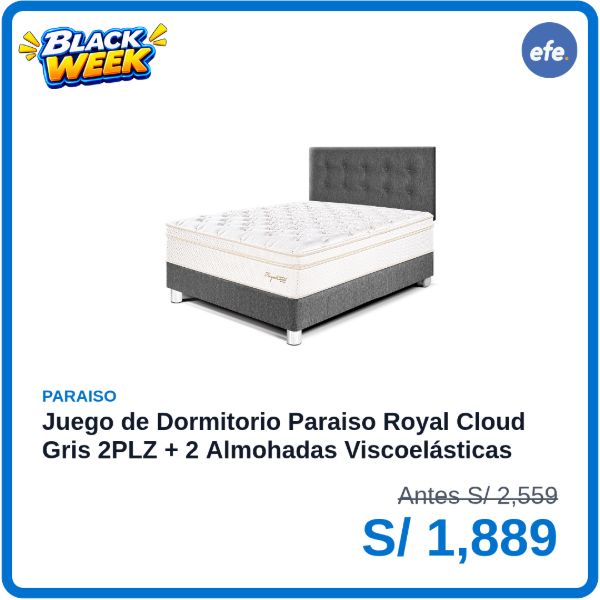 BLACK
WEEK
efe.
PARAISO
Juego de Dormitorio Paraiso Royal Cloud
Gris 2PLZ + 2 Almohadas Viscoelásticas
Antes S/ 2,559
S/ 1,889